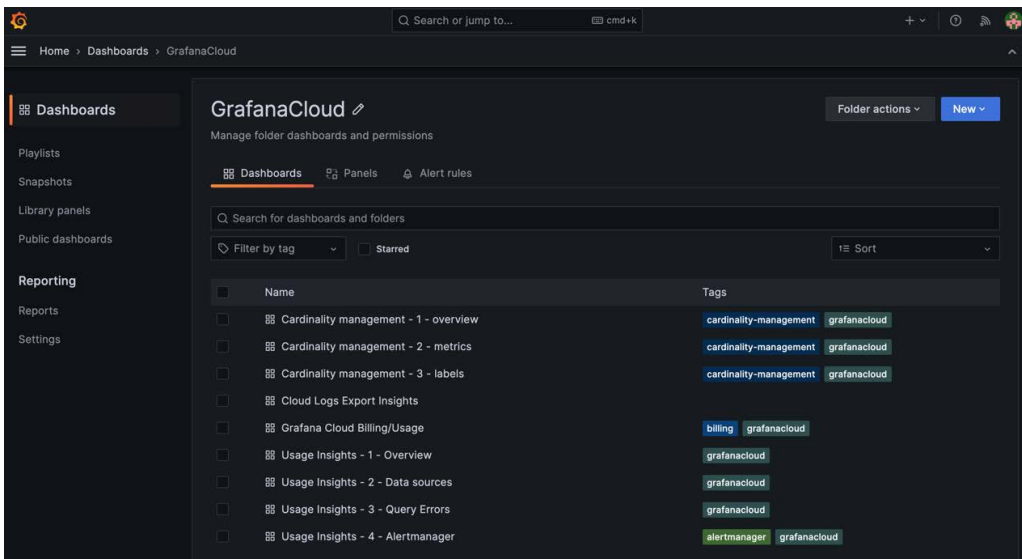 Search or jump to... cmd+k
Home › Dashboards › GrafanaCloud
Dashboards
Playlists
Snapshots
Library panels
Public dashboards
Reporting
Reports
Settings
GrafanaCloud
Folder actions
New
Manage folder dashboards and permissions
Dashboards Panels Alert rules
Search for dashboards and folders
Filter by tag Starred Sort
Name Tags
Cardinality management - 1 - overview cardinality-management grafanacloud
Cardinality management - 2 - metrics cardinality-management grafanacloud
Cardinality management - 3 - labels cardinality-management grafanacloud
Cloud Logs Export Insights
Grafana Cloud Billing/Usage billing grafanacloud
Usage Insights - 1 - Overview grafanacloud
Usage Insights - 2 - Data sources grafanacloud
Usage Insights - 3 - Query Errors grafanacloud
Usage Insights - 4 - Alertmanager alertmanager grafanacloud